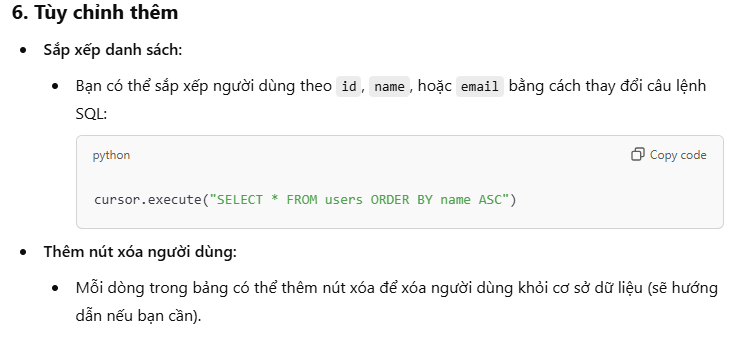 6. Tùy chỉnh thêm
Sắp xếp danh sách:
Bạn có thể sắp xếp người dùng theo id, name, hoặc email bằng cách thay đổi câu lệnh
SQL:
python
Copy code
cursor.execute("SELECT * FROM users ORDER BY name ASC")
Thêm nút xóa người dùng:
Mỗi dòng trong bảng có thể thêm nút xóa để xóa người dùng khỏi cơ sở dữ liệu (sẽ hướng
dẫn nếu bạn cần).